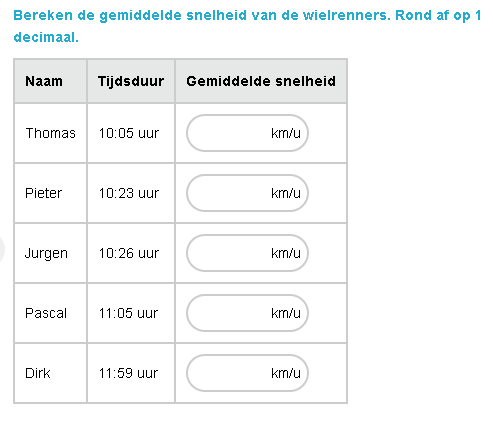 Bereken de gemiddelde snelheid van de wielrenners. Rond af op 1
decimaal.
Naam Tijdsduur Gemiddelde snelheid
Thomas 10:05 uur km/u
Pieter 10:23 uur km/u
Jurgen 10:26 uur km/u
Pascal 11:05 uur km/u
Dirk 11:59 uur km/u